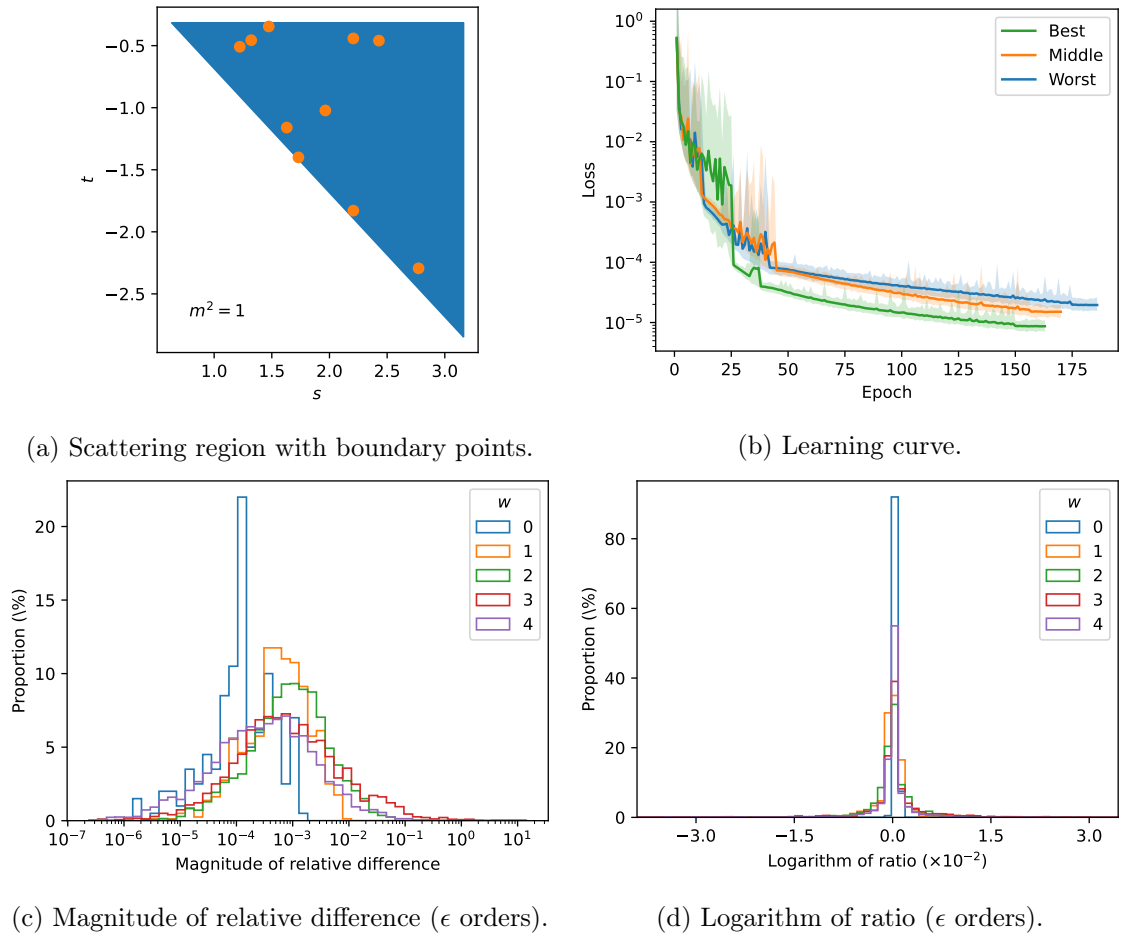 −0.5
−1.0
−1.5
−2.0
−2.5
t
m² = 1
1.0 1.5 2.0 2.5 3.0
s
(a) Scattering region with boundary points.
10⁰
10⁻¹
10⁻²
10⁻³
10⁻⁴
10⁻⁵
Loss
Best
Middle
Worst
0 25 50 75 100 125 150 175
Epoch
(b) Learning curve.
20
15
10
5
0
Proportion (\%)
w
0
1
2
3
4
10⁻⁷ 10⁻⁶ 10⁻⁵ 10⁻⁴ 10⁻³ 10⁻² 10⁻¹ 10⁰ 10¹
Magnitude of relative difference
(c) Magnitude of relative difference (ϵ orders).
80
60
40
20
0
Proportion (\%)
w
0
1
2
3
4
−3.0 −1.5 0.0 1.5 3.0
Logarithm of ratio (×10⁻²)
(d) Logarithm of ratio (ϵ orders).